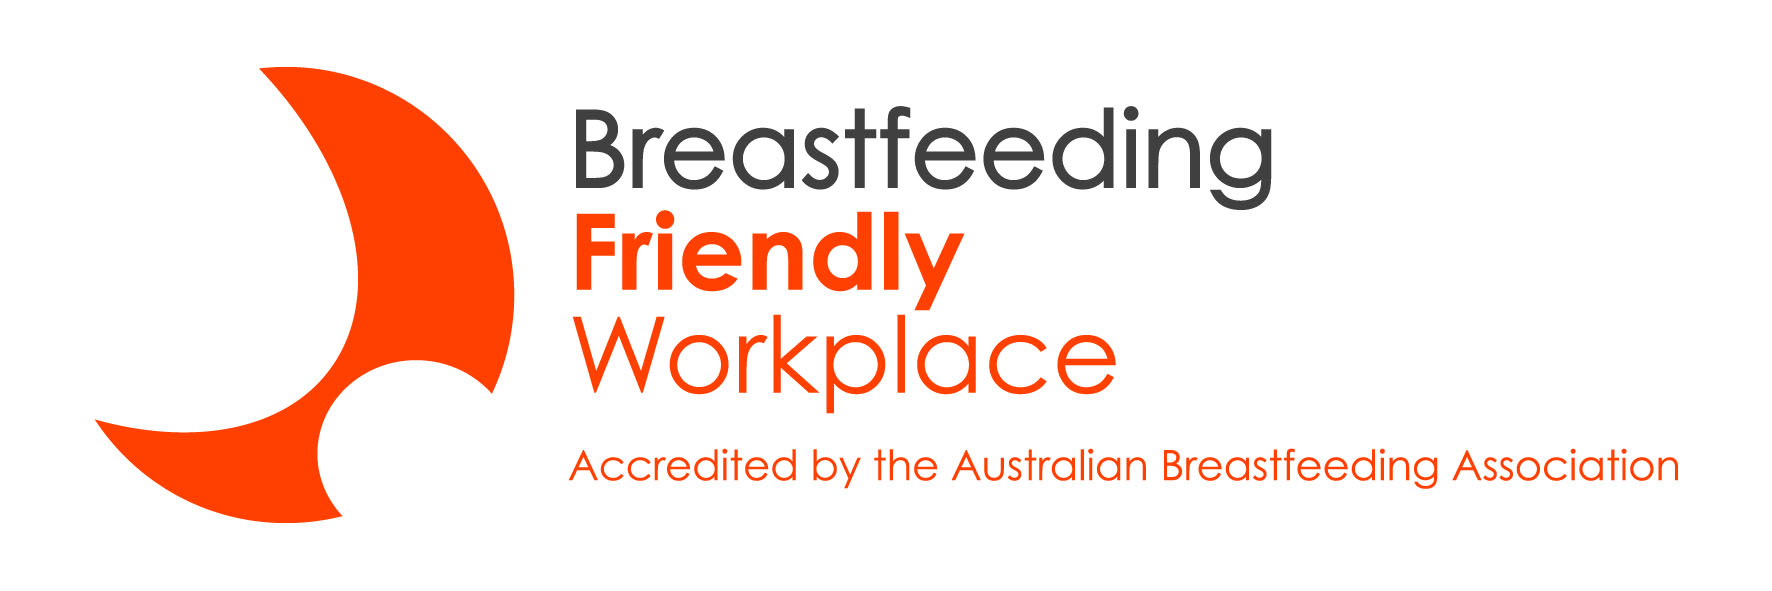 Breastfeeding
Friendly
Workplace
Accredited by the Australian Breastfeeding Association